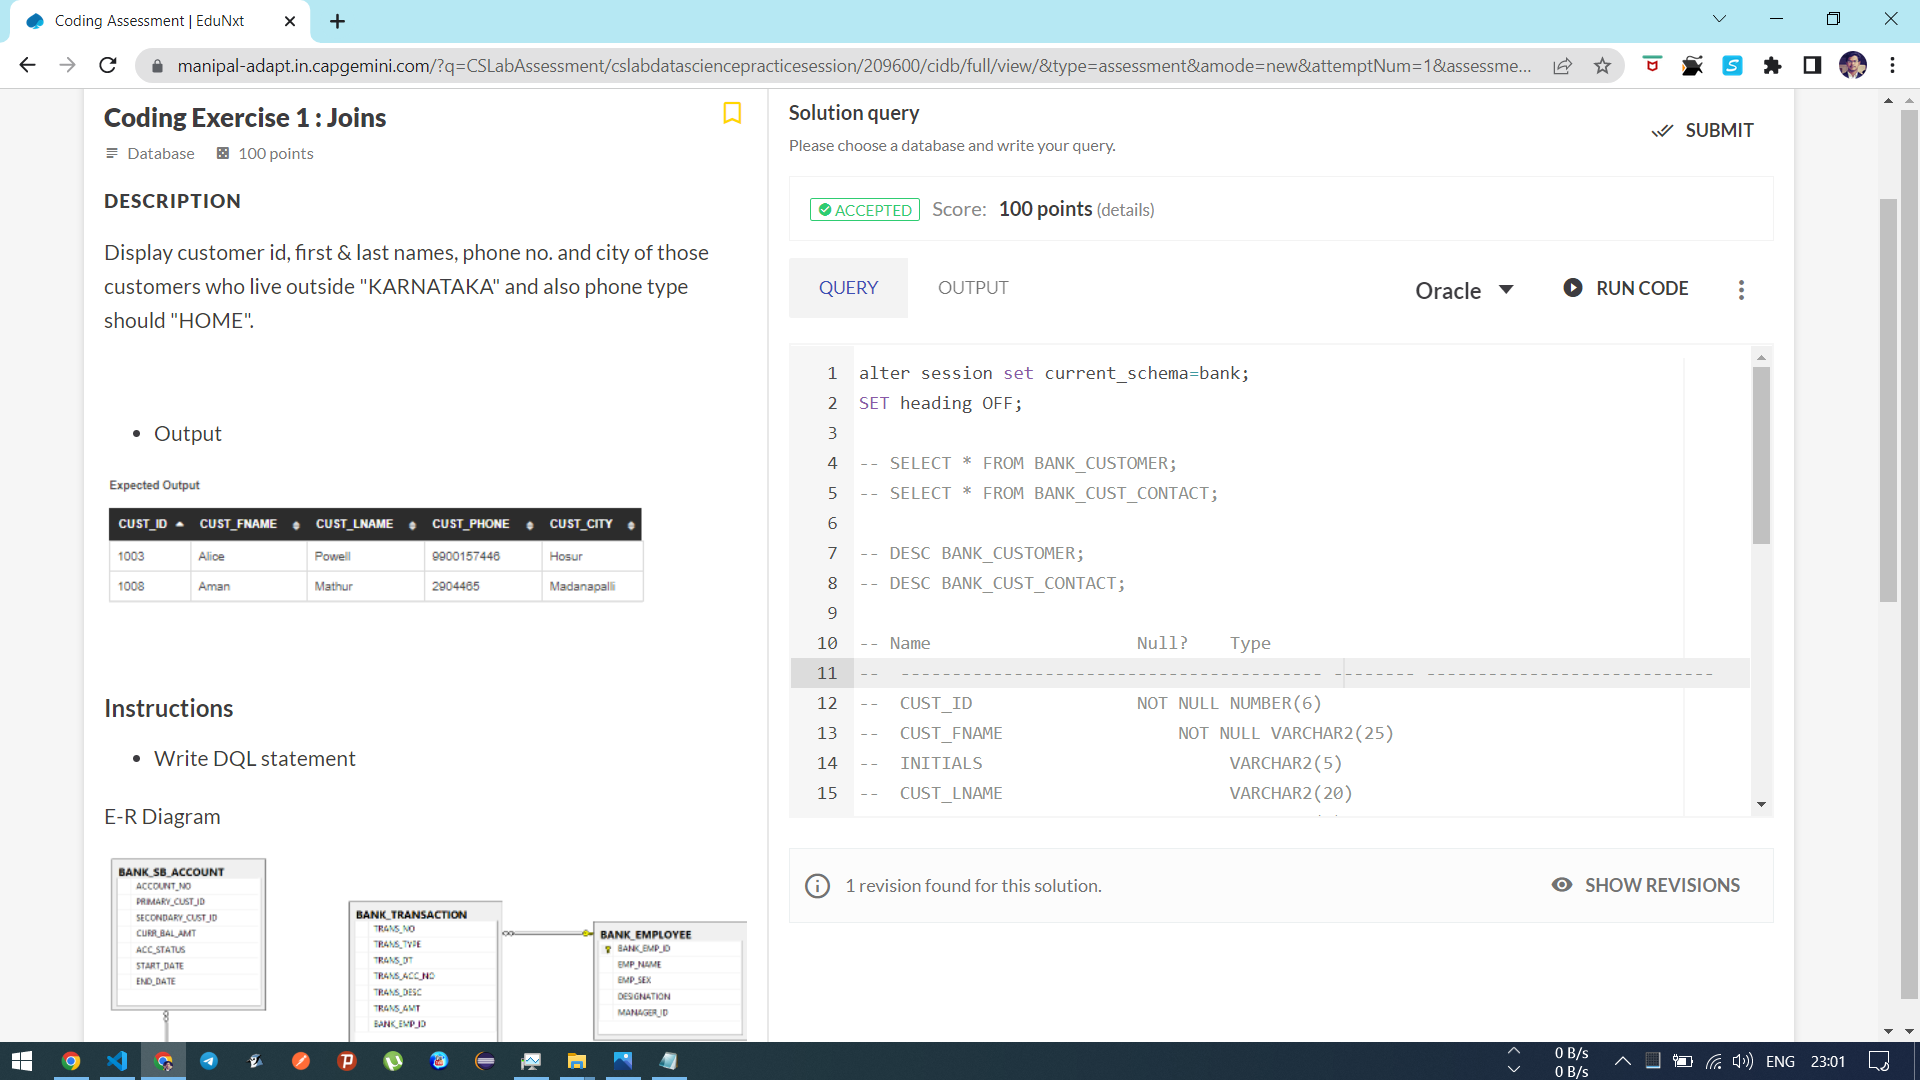 Coding Assessment | EduNxt
manipal-adapt.in.capgemini.com/?q=CSLabAssessment/cslabdatasciencepracticesession/209600/cidb/full/view/&type=assessment&amode=new&attemptNum=1&assessme...
Coding Exercise 1 : Joins
Database 100 points
DESCRIPTION
Display customer id, first & last names, phone no. and city of those
customers who live outside "KARNATAKA" and also phone type
should "HOME".
• Output
Expected Output
CUST_ID CUST_FNAME CUST_LNAME CUST_PHONE CUST_CITY
1003 Alice Powell 9900157446 Hosur
1008 Aman Mathur 2904465 Madanapalli
Instructions
• Write DQL statement
E-R Diagram
BANK_SB_ACCOUNT
ACCOUNT_NO
PRIMARY_CUST_ID
SECONDARY_CUST_ID
CURR_BAL_AMT
ACC_STATUS
START_DATE
END_DATE
BANK_TRANSACTION
TRANS_NO
TRANS_TYPE
TRANS_DT
TRANS_ACC_NO
TRANS_DESC
TRANS_AMT
BANK_EMP_ID
BANK_EMPLOYEE
BANK_EMP_ID
EMP_NAME
EMP_SEX
DESIGNATION
MANAGER_ID
Solution query
Please choose a database and write your query.
SUBMIT
ACCEPTED Score: 100 points (details)
QUERY OUTPUT Oracle RUN CODE
1 alter session set current_schema=bank;
2 SET heading OFF;
3
4 -- SELECT * FROM BANK_CUSTOMER;
5 -- SELECT * FROM BANK_CUST_CONTACT;
6
7 -- DESC BANK_CUSTOMER;
8 -- DESC BANK_CUST_CONTACT;
9
10 -- Name Null? Type
11 -- ----------------------------------------- -------- ----------------------------
12 -- CUST_ID NOT NULL NUMBER(6)
13 -- CUST_FNAME NOT NULL VARCHAR2(25)
14 -- INITIALS VARCHAR2(5)
15 -- CUST_LNAME VARCHAR2(20)
1 revision found for this solution. SHOW REVISIONS
0 B/s
0 B/s
ENG 23:01